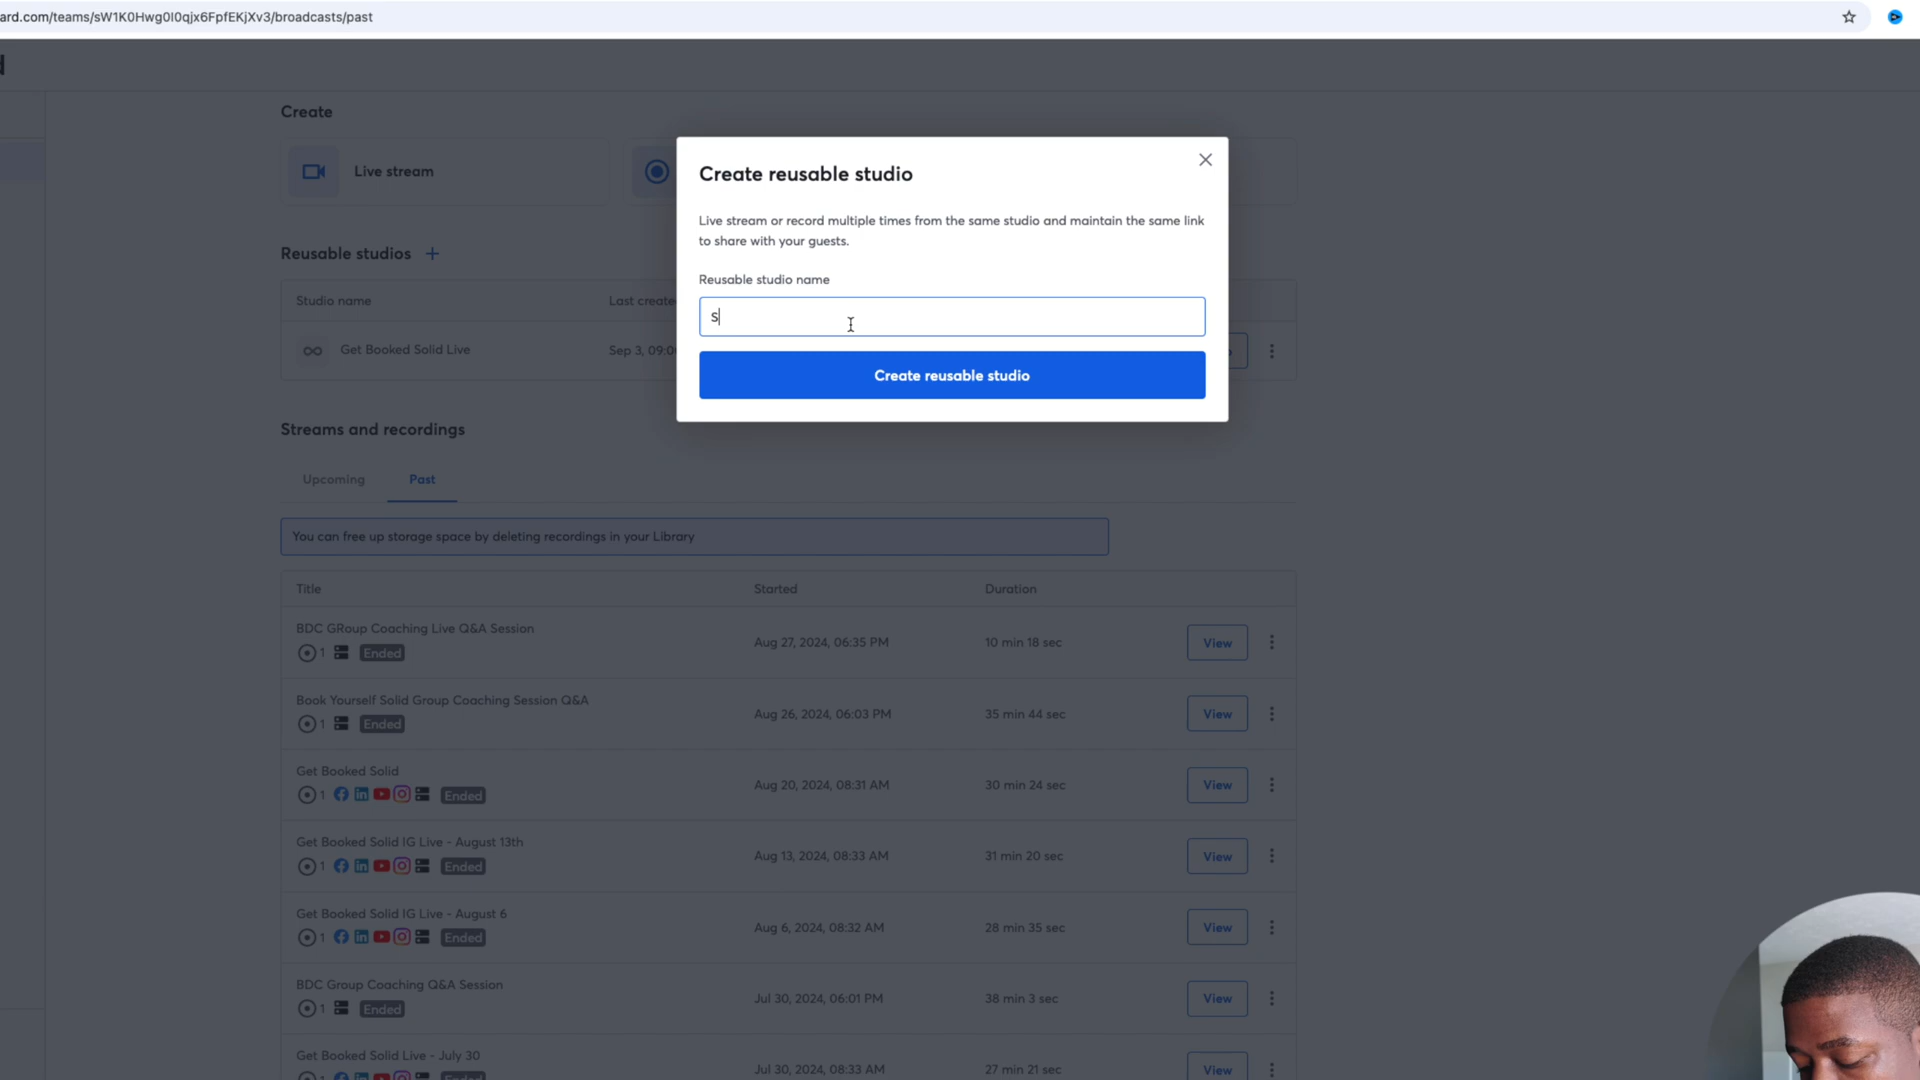 ard.com/teams/sW1K0Hwg0I0qjx6FpfEKjXv3/broadcasts/past
Create
Live stream
Create reusable studio
Live stream or record multiple times from the same studio and maintain the same link
to share with your guests.
Reusable studio name
S
Create reusable studio
Reusable studios +
Studio name
Last create
Get Booked Solid Live
Sep 3, 09:0
Streams and recordings
Upcoming
Past
You can free up storage space by deleting recordings in your Library
Title Started Duration
BDC GRoup Coaching Live Q&A Session
1 Ended
Aug 27, 2024, 06:35 PM
10 min 18 sec
View
Book Yourself Solid Group Coaching Session Q&A
1 Ended
Aug 26, 2024, 06:03 PM
35 min 44 sec
View
Get Booked Solid
1 Ended
Aug 20, 2024, 08:31 AM
30 min 24 sec
View
Get Booked Solid IG Live - August 13th
1 Ended
Aug 13, 2024, 08:33 AM
31 min 20 sec
View
Get Booked Solid IG Live - August 6
1 Ended
Aug 6, 2024, 08:32 AM
28 min 35 sec
View
BDC Group Coaching Q&A Session
1 Ended
Jul 30, 2024, 06:01 PM
38 min 3 sec
View
Get Booked Solid Live - July 30
1 Ended
Jul 30, 2024, 08:33 AM
27 min 21 sec
View